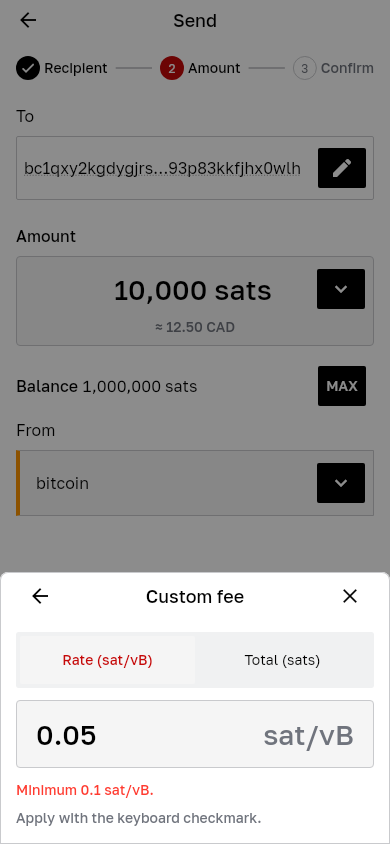 Send
Recipient 2 Amount 3 Confirm
To
bc1qxy2kgdygjrs...93p83kkfjhx0wlh
Amount
10,000 sats
≈ 12.50 CAD
Balance 1,000,000 sats MAX
From
bitcoin
Custom fee
Rate (sat/vB) Total (sats)
0.05 sat/vB
Minimum 0.1 sat/vB.
Apply with the keyboard checkmark.